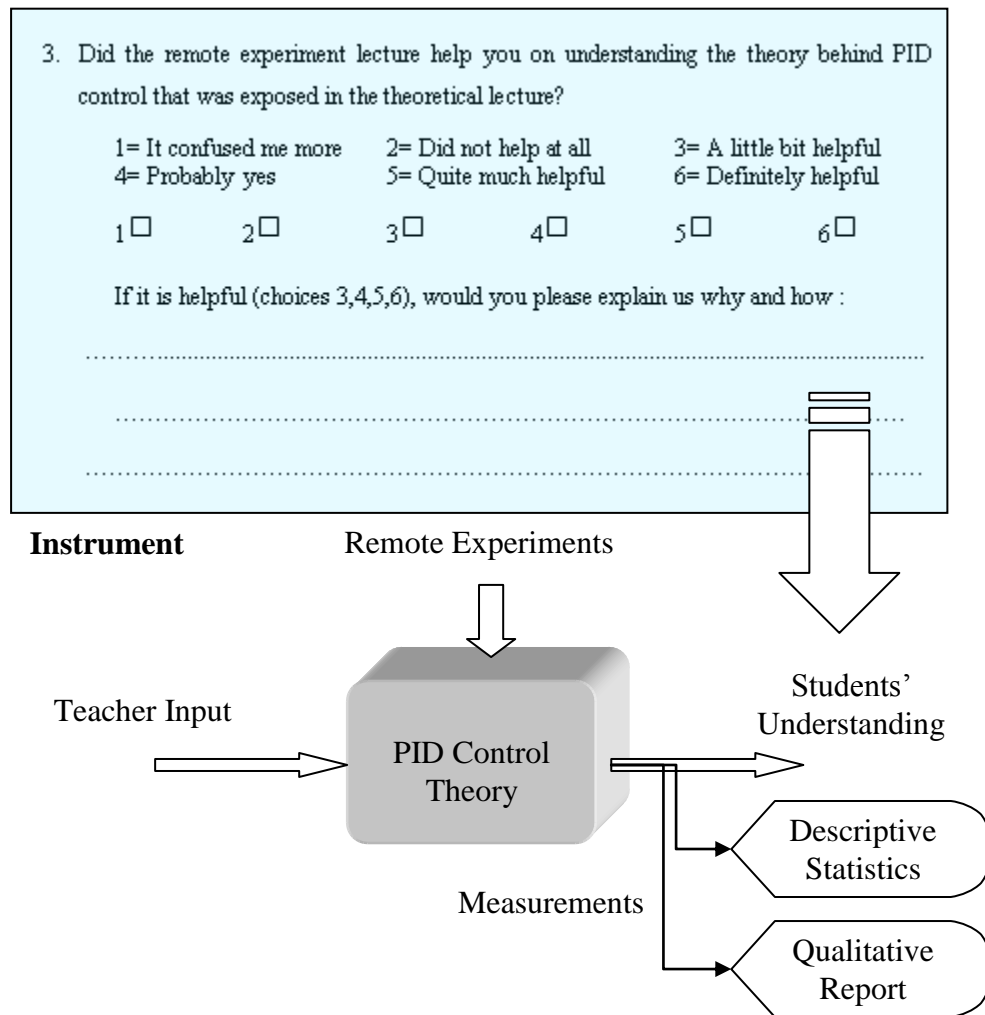 3. Did the remote experiment lecture help you on understanding the theory behind PID
control that was exposed in the theoretical lecture?
1= It confused me more 2= Did not help at all 3= A little bit helpful
4= Probably yes 5= Quite much helpful 6= Definitely helpful
1□ 2□ 3□ 4□ 5□ 6□
If it is helpful (choices 3,4,5,6), would you please explain us why and how :
Instrument
Remote Experiments
Teacher Input
PID Control
Theory
Students’
Understanding
Descriptive
Statistics
Measurements
Qualitative
Report